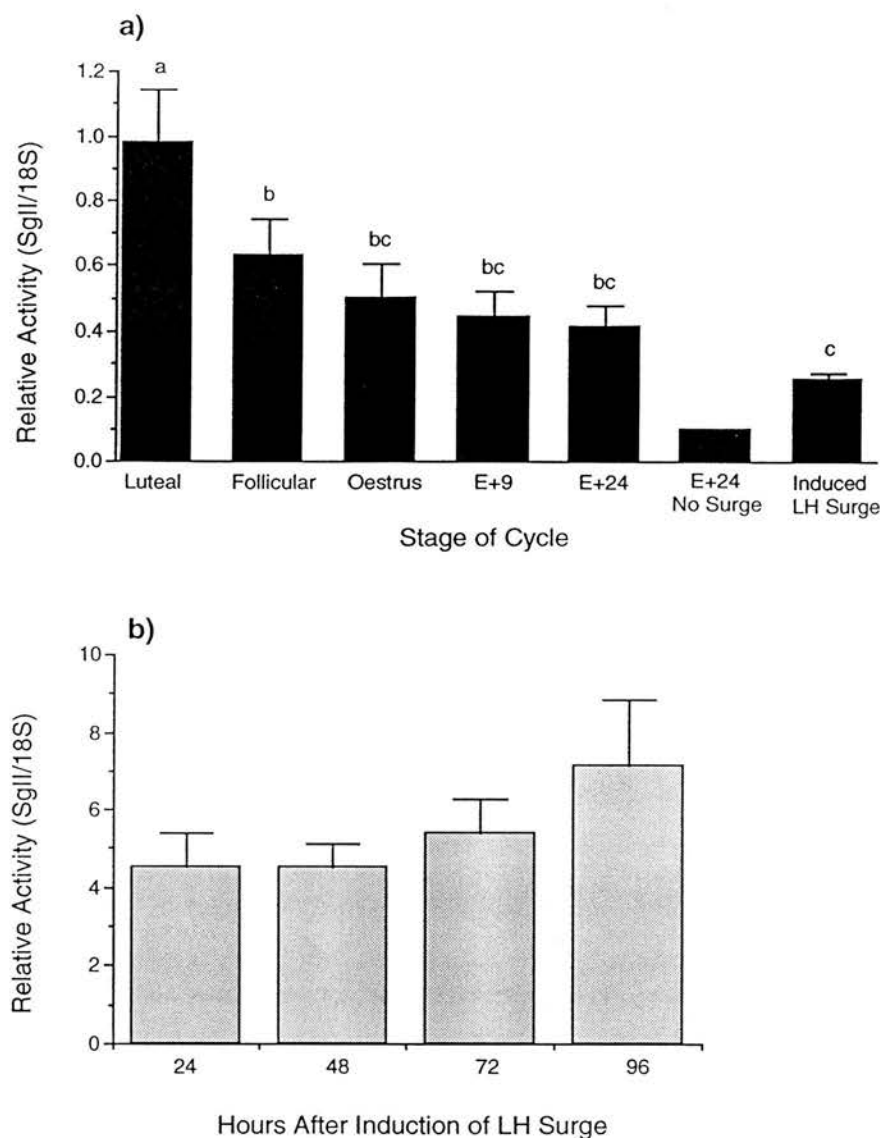 a)
Relative Activity (SgII/18S)
1.2
1.0
0.8
0.6
0.4
0.2
0.0
a
b
bc
bc
bc
c
Luteal
Follicular
Oestrus
E+9
E+24
E+24
No Surge
Induced
LH Surge
Stage of Cycle
b)
Relative Activity (SgII/18S)
10
8
6
4
2
0
24
48
72
96
Hours After Induction of LH Surge